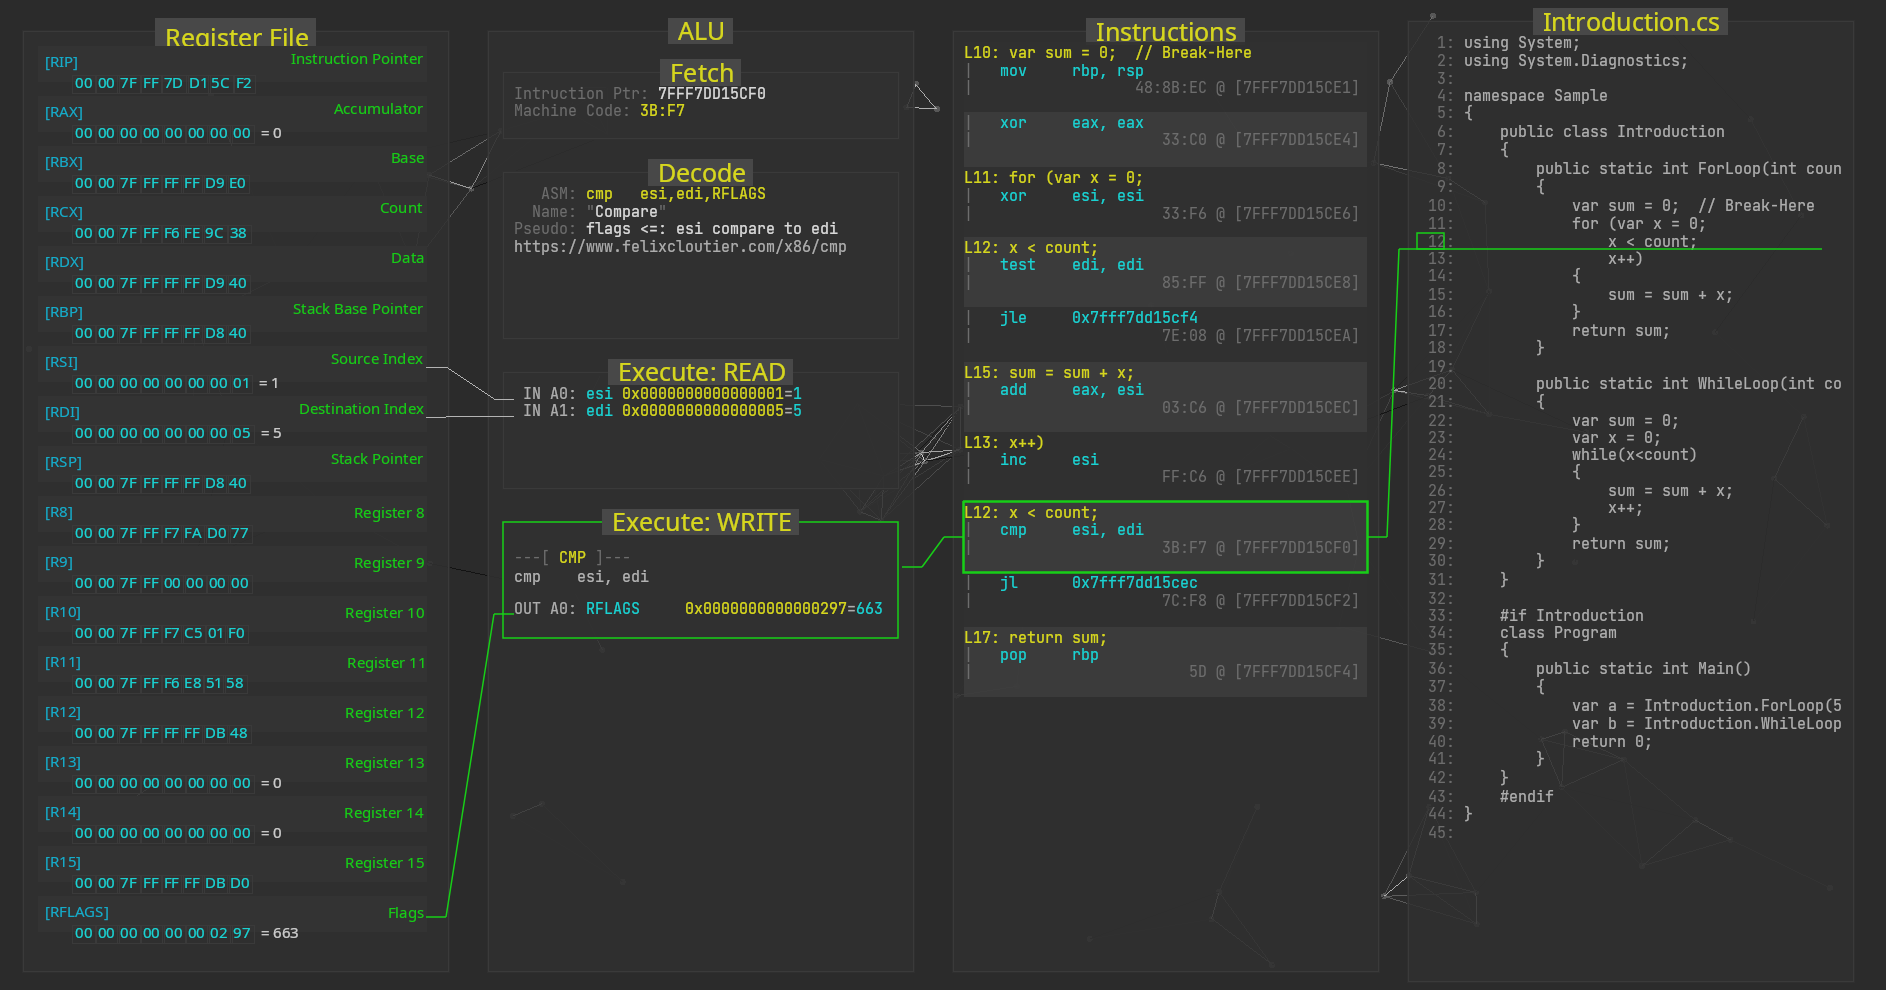 Register File
[RIP] Instruction Pointer
00 00 7F FF 7D D1 5C F2
[RAX] Accumulator
00 00 00 00 00 00 00 00 = 0
[RBX] Base
00 00 7F FF FF FF D9 E0
[RCX] Count
00 00 7F FF F6 FE 9C 38
[RDX] Data
00 00 7F FF FF FF D9 40
[RBP] Stack Base Pointer
00 00 7F FF FF FF D8 40
[RSI] Source Index
00 00 00 00 00 00 00 01 = 1
[RDI] Destination Index
00 00 00 00 00 00 00 05 = 5
[RSP] Stack Pointer
00 00 7F FF FF FF D8 40
[R8] Register 8
00 00 7F FF F7 FA D0 77
[R9] Register 9
00 00 7F FF 00 00 00 00
[R10] Register 10
00 00 7F FF F7 C5 01 F0
[R11] Register 11
00 00 7F FF F6 E8 51 58
[R12] Register 12
00 00 7F FF FF FF DB 48
[R13] Register 13
00 00 00 00 00 00 00 00 = 0
[R14] Register 14
00 00 00 00 00 00 00 00 = 0
[R15] Register 15
00 00 7F FF FF FF DB D0
[RFLAGS] Flags
00 00 00 00 00 00 02 97 = 663
ALU
Fetch
Intruction Ptr: 7FFF7DD15CF0
Machine Code: 3B:F7
Decode
ASM: cmp esi,edi,RFLAGS
Name: "Compare"
Pseudo: flags <=: esi compare to edi
https://www.felixcloutier.com/x86/cmp
Execute: READ
IN A0: esi 0x0000000000000001=1
IN A1: edi 0x0000000000000005=5
Execute: WRITE
---[ CMP ]---
cmp esi, edi
OUT A0: RFLAGS 0x0000000000000297=663
Instructions
L10: var sum = 0; // Break-Here
| mov rbp, rsp
| 48:8B:EC @ [7FFF7DD15CE1]
| xor eax, eax
| 33:C0 @ [7FFF7DD15CE4]
L11: for (var x = 0;
| xor esi, esi
| 33:F6 @ [7FFF7DD15CE6]
L12: x < count;
| test edi, edi
| 85:FF @ [7FFF7DD15CE8]
| jle 0x7fff7dd15cf4
| 7E:08 @ [7FFF7DD15CEA]
L15: sum = sum + x;
| add eax, esi
| 03:C6 @ [7FFF7DD15CEC]
L13: x++)
| inc esi
| FF:C6 @ [7FFF7DD15CEE]
L12: x < count;
| cmp esi, edi
| 3B:F7 @ [7FFF7DD15CF0]
| jl 0x7fff7dd15cec
| 7C:F8 @ [7FFF7DD15CF2]
L17: return sum;
| pop rbp
| 5D @ [7FFF7DD15CF4]
Introduction.cs
1: using System;
2: using System.Diagnostics;
3:
4: namespace Sample
5: {
6: public class Introduction
7: {
8: public static int ForLoop(int coun
9: {
10: var sum = 0; // Break-Here
11: for (var x = 0;
12: x < count;
13: x++)
14: {
15: sum = sum + x;
16: }
17: return sum;
18: }
19:
20: public static int WhileLoop(int co
21: {
22: var sum = 0;
23: var x = 0;
24: while(x<count)
25: {
26: sum = sum + x;
27: x++;
28: }
29: return sum;
30: }
31: }
32:
33: #if Introduction
34: class Program
35: {
36: public static int Main()
37: {
38: var a = Introduction.ForLoop(5
39: var b = Introduction.WhileLoop
40: return 0;
41: }
42: }
43: #endif
44: }
45: